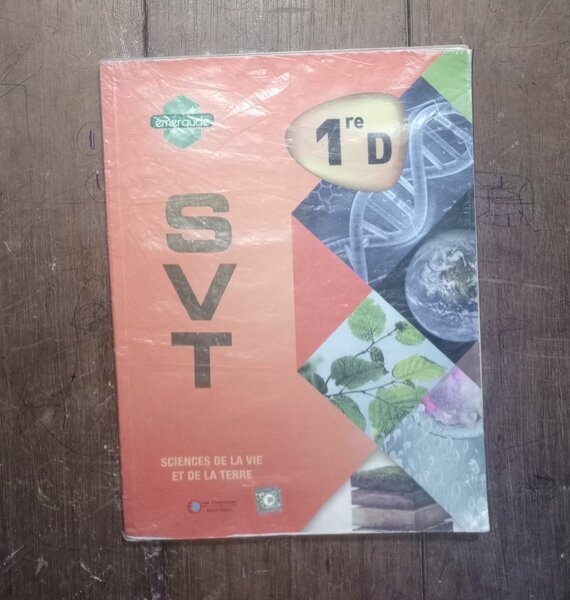 émeraude
1re D
SVT
SCIENCES DE LA VIE
ET DE LA TERRE